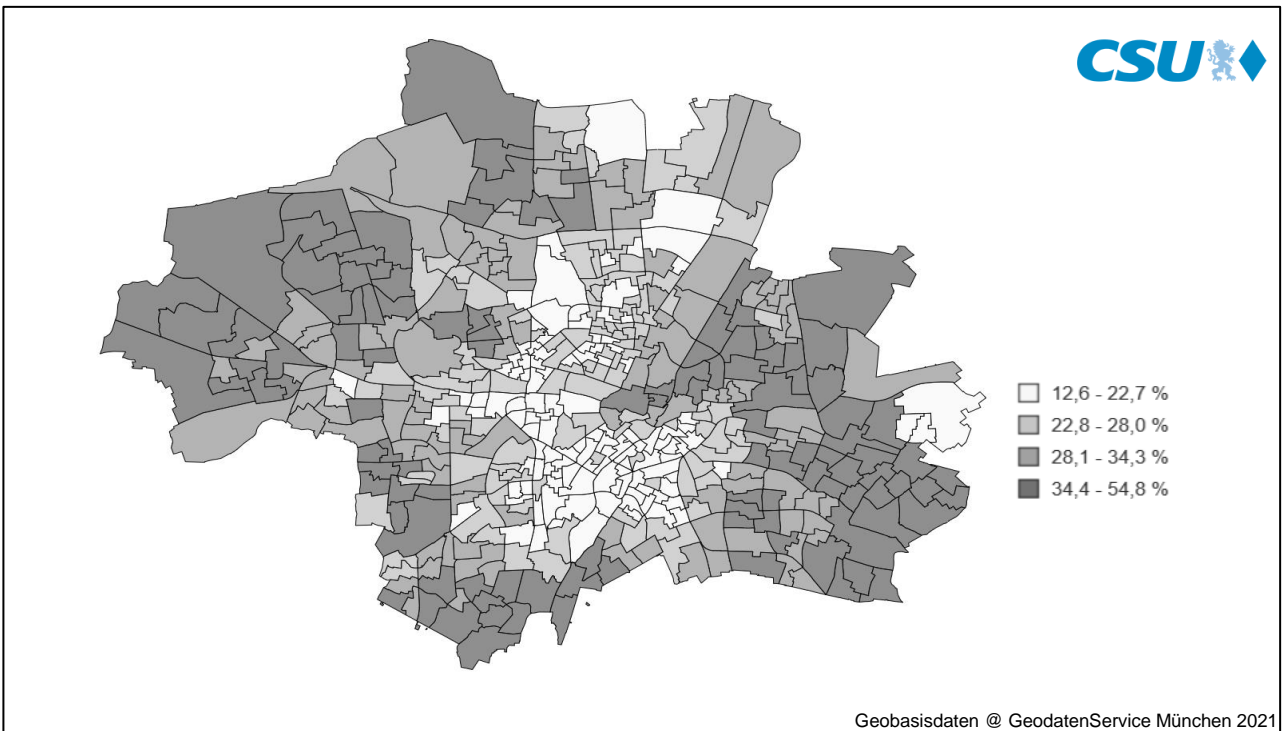 CSU
12,6 - 22,7 %
22,8 - 28,0 %
28,1 - 34,3 %
34,4 - 54,8 %
Geobasisdaten @ GeodatenService München 2021